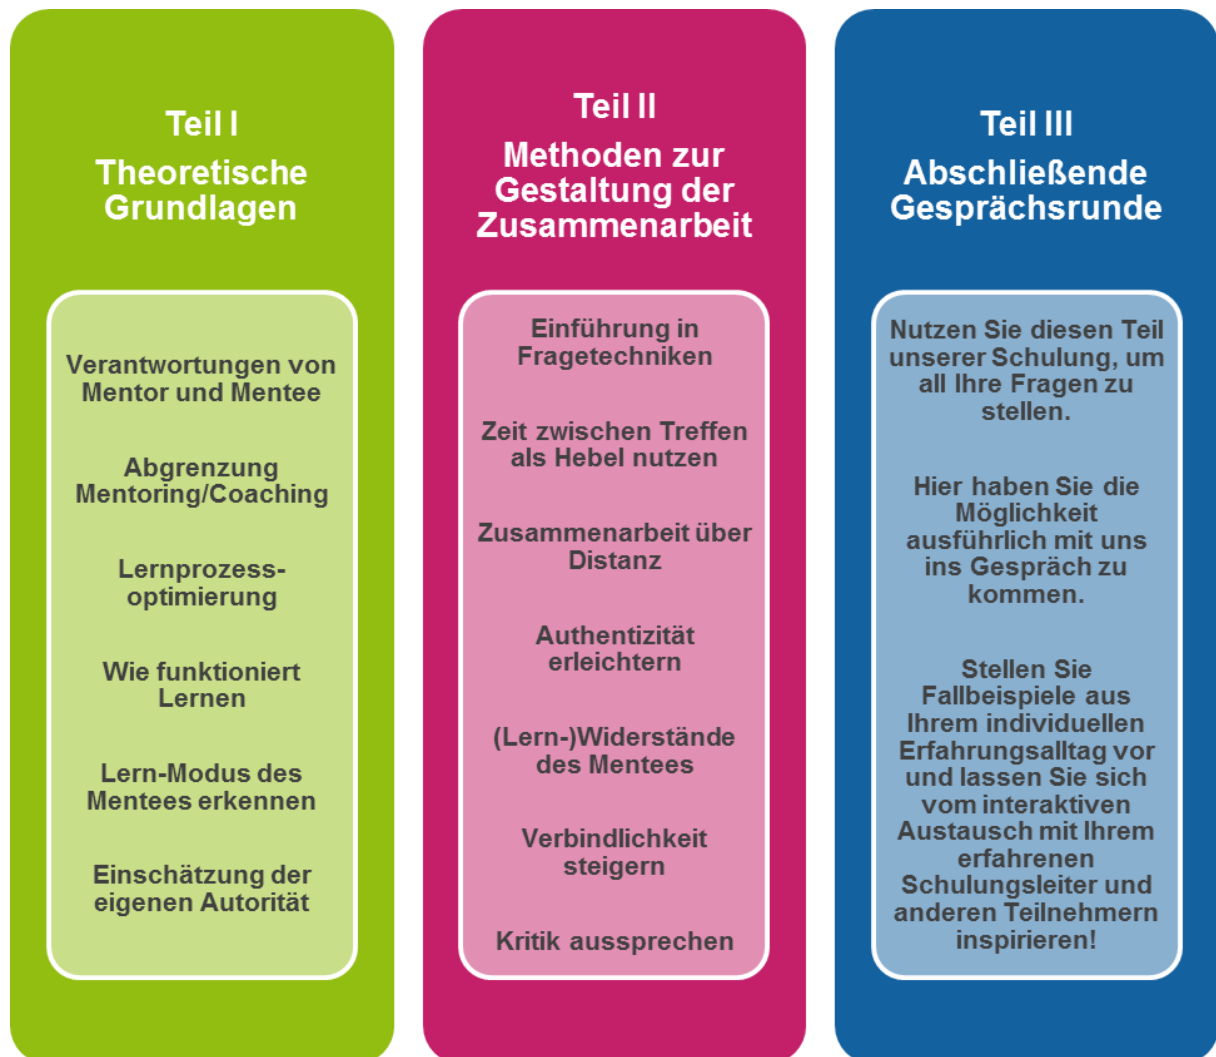 Teil I
Theoretische
Grundlagen
Verantwortungen von
Mentor und Mentee
Abgrenzung
Mentoring/Coaching
Lernprozess-
optimierung
Wie funktioniert
Lernen
Lern-Modus des
Mentees erkennen
Einschätzung der
eigenen Autorität
Teil II
Methoden zur
Gestaltung der
Zusammenarbeit
Einführung in
Fragetechniken
Zeit zwischen Treffen
als Hebel nutzen
Zusammenarbeit über
Distanz
Authentizität
erleichtern
(Lern-)Widerstände
des Mentees
Verbindlichkeit
steigern
Kritik aussprechen
Teil III
Abschließende
Gesprächsrunde
Nutzen Sie diesen Teil
unserer Schulung, um
all Ihre Fragen zu
stellen.
Hier haben Sie die
Möglichkeit
ausführlich mit uns
ins Gespräch zu
kommen.
Stellen Sie
Fallbeispiele aus
Ihrem individuellen
Erfahrungsalltag vor
und lassen Sie sich
vom interaktiven
Austausch mit Ihrem
erfahrenen
Schulungsleiter und
anderen Teilnehmern
inspirieren!